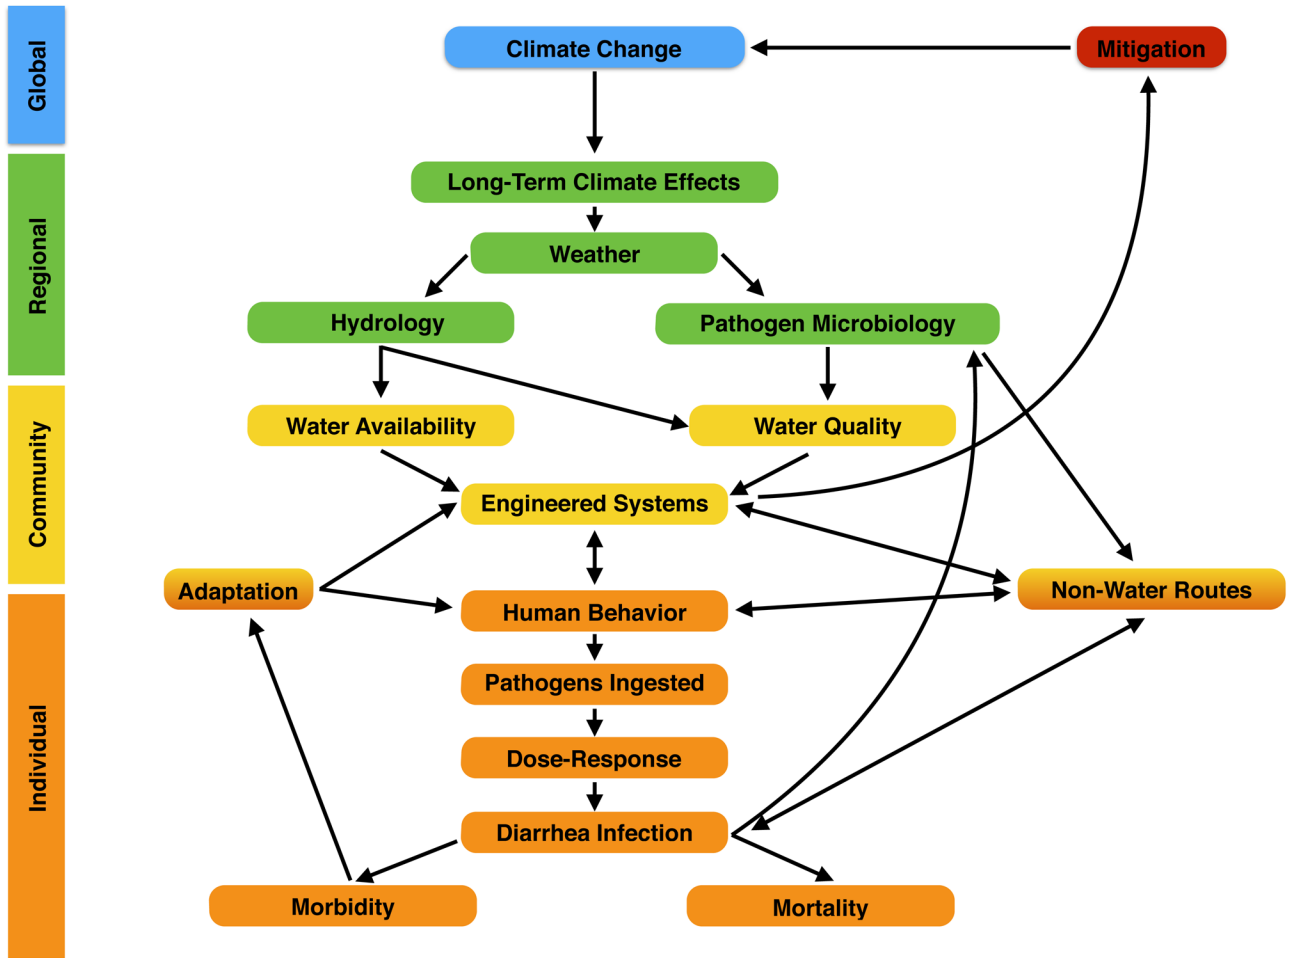 Global
Climate Change
Mitigation
Regional
Long-Term Climate Effects
Weather
Hydrology
Pathogen Microbiology
Community
Water Availability
Water Quality
Engineered Systems
Adaptation
Non-Water Routes
Individual
Human Behavior
Pathogens Ingested
Dose-Response
Diarrhea Infection
Morbidity
Mortality